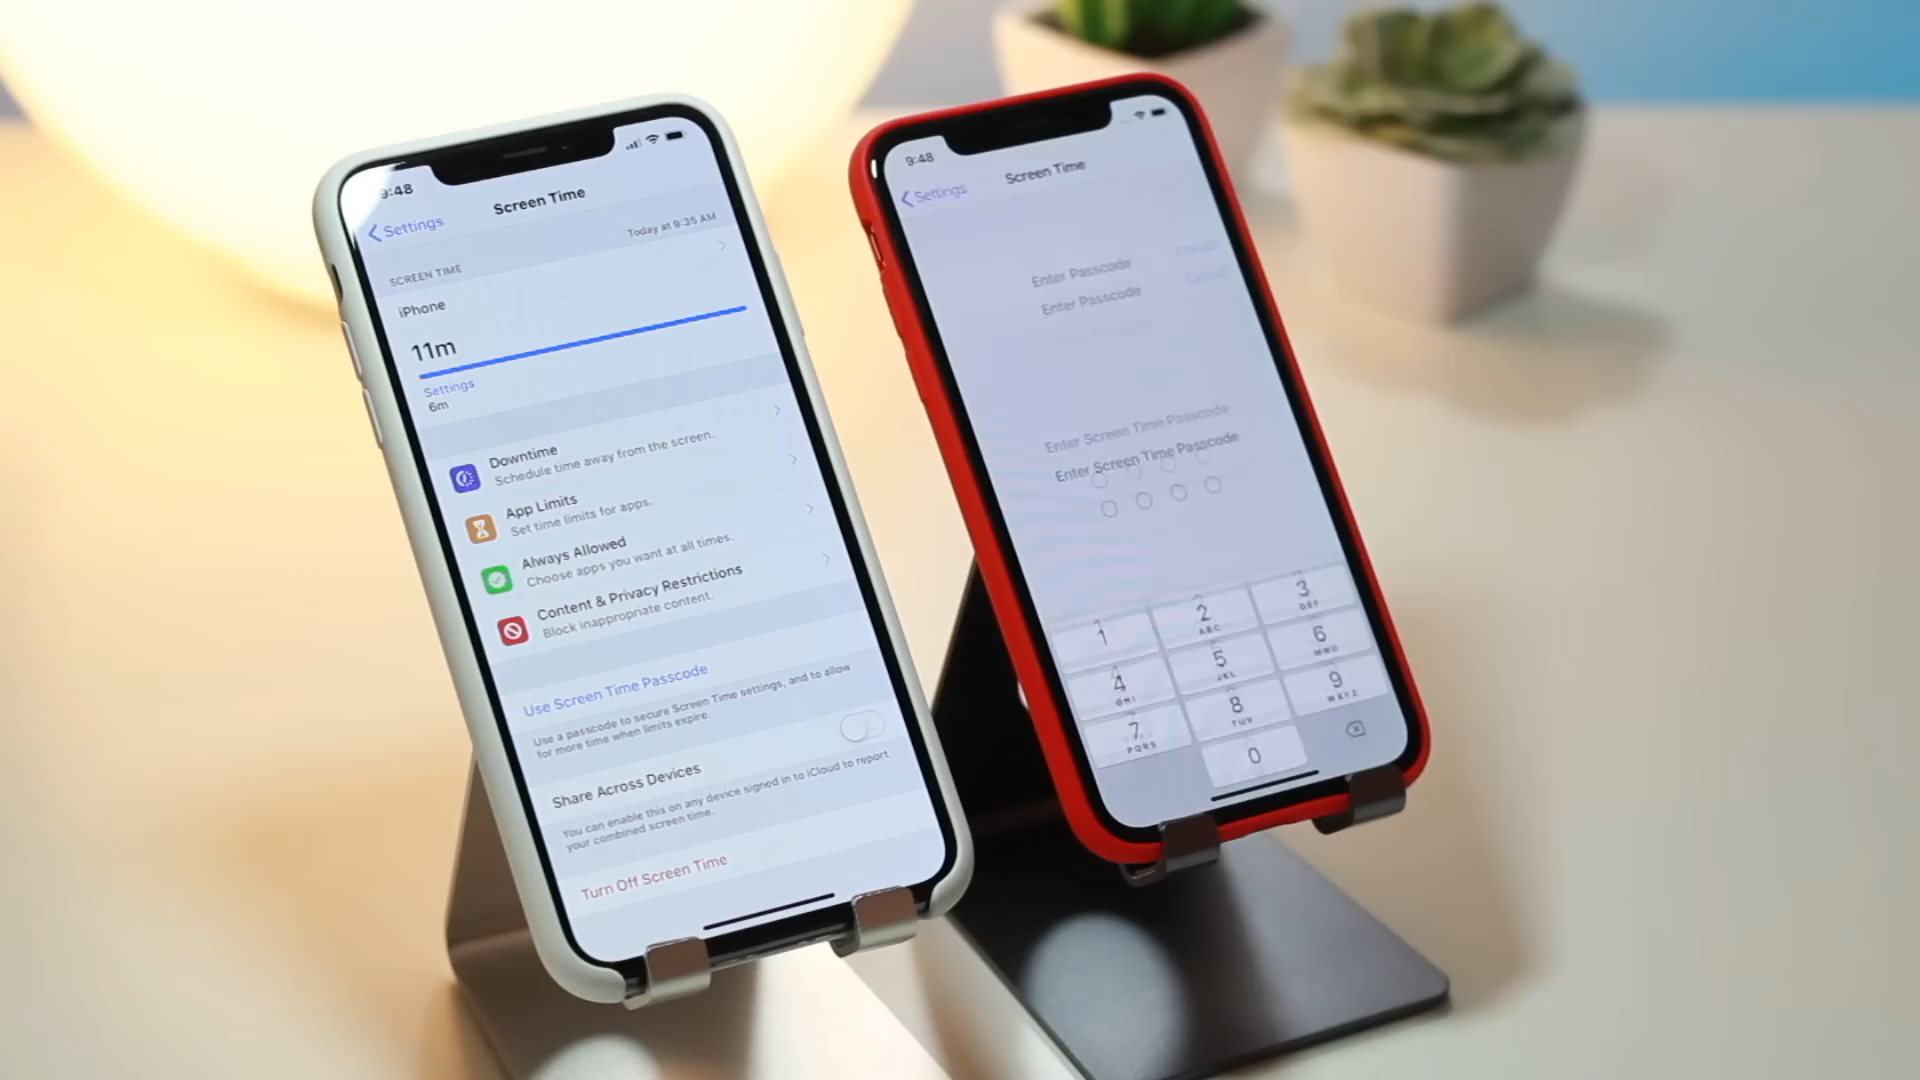 9:48
Settings
Screen Time
Today at 9:35 AM
SCREEN TIME
iPhone
11m
Settings
6m
Downtime
Schedule time away from the screen.
App Limits
Set time limits for apps.
Always Allowed
Choose apps you want at all times.
Content & Privacy Restrictions
Block inappropriate content.
Use Screen Time Passcode
Use a passcode to secure Screen Time settings, and to allow
for more time when limits expire.
Share Across Devices
You can enable this on any device signed in to iCloud to report
your combined screen time.
Turn Off Screen Time
9:48
Settings
Screen Time
Enter Passcode
Enter Passcode
Cancel
Enter Screen Time Passcode
Enter Screen Time Passcode
1
2 ABC
3 DEF
4 GHI
5 JKL
6 MNO
7 PQRS
8 TUV
9 WXYZ
0